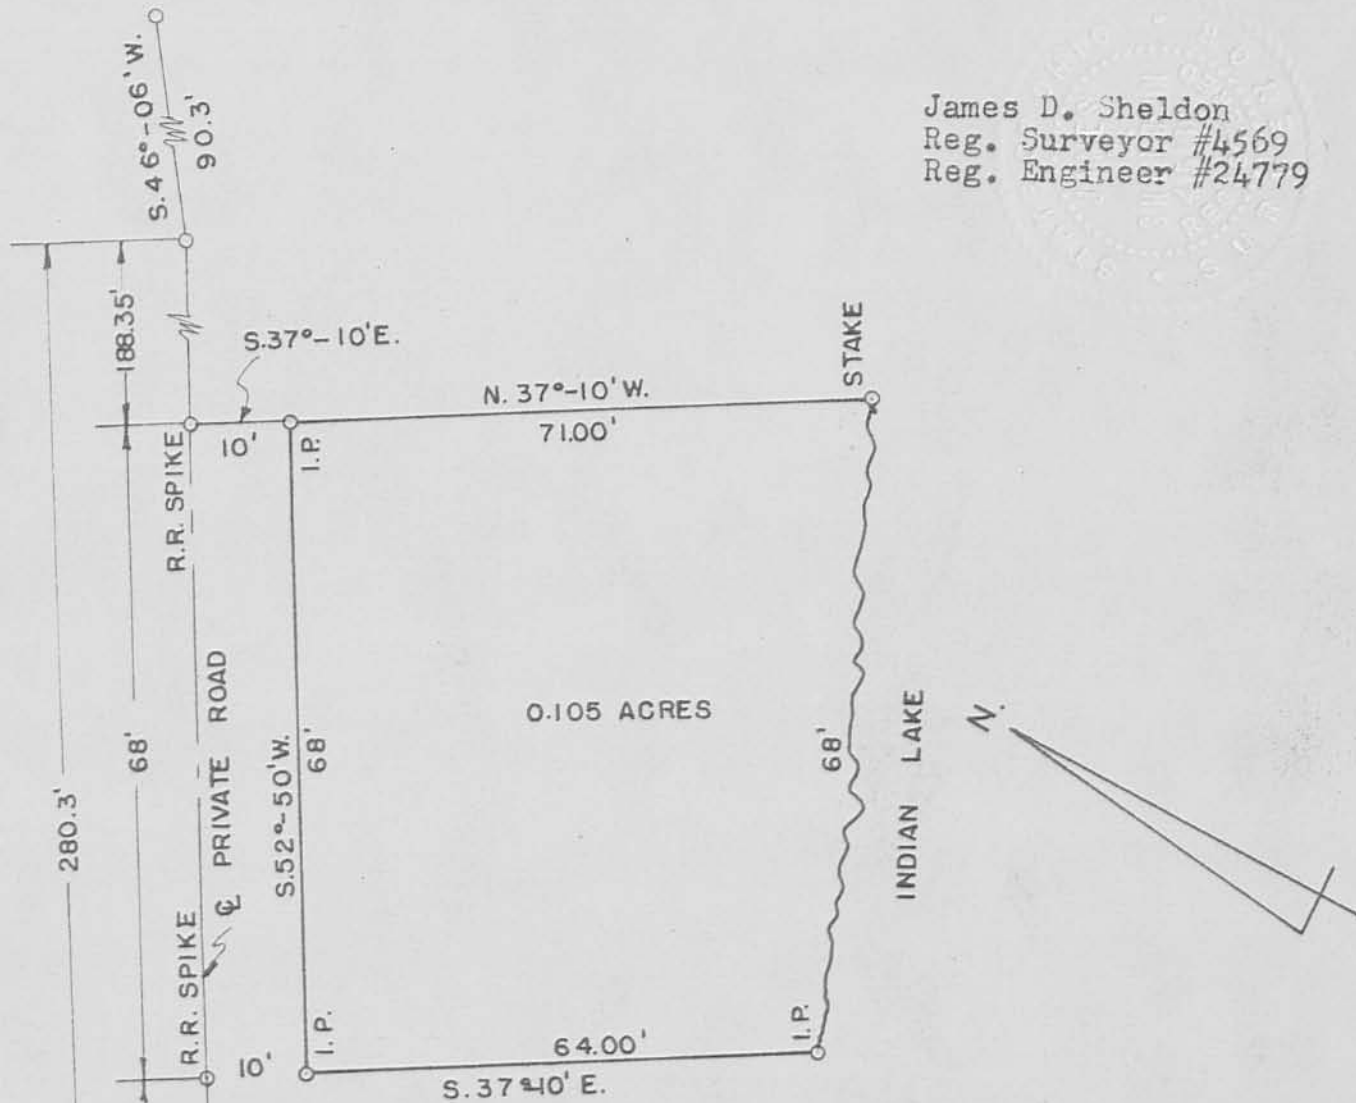 James D. Sheldon
Reg. Surveyor #4569
Reg. Engineer #24779
S.46°-06'W.
90.3'
188.35'
S.37°-10'E.
N. 37°-10'W.
71.00'
STAKE
10'
I.P.
R.R. SPIKE
280.3'
68'
PRIVATE ROAD
S.52°-50'W.
68'
0.105 ACRES
68'
INDIAN LAKE
N.
R.R. SPIKE
℄
10'
I.P.
64.00'
I.P.
S.37°-10'E.